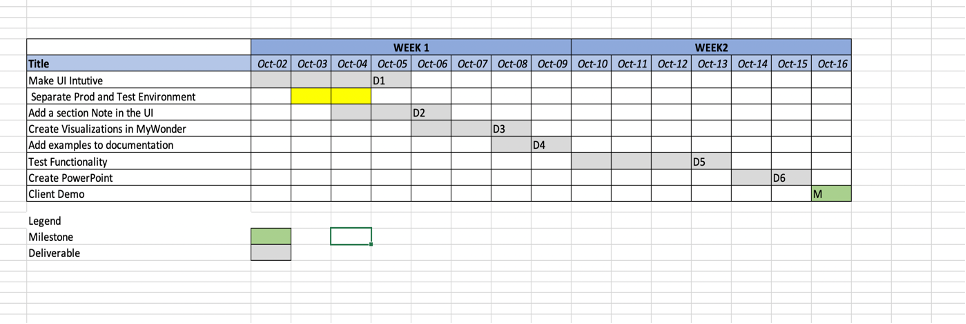 WEEK 1 WEEK2
Title Oct-02 Oct-03 Oct-04 Oct-05 Oct-06 Oct-07 Oct-08 Oct-09 Oct-10 Oct-11 Oct-12 Oct-13 Oct-14 Oct-15 Oct-16
Make UI Intutive D1
Separate Prod and Test Environment
Add a section Note in the UI D2
Create Visualizations in MyWonder D3
Add examples to documentation D4
Test Functionality D5
Create PowerPoint D6
Client Demo M
Legend
Milestone
Deliverable